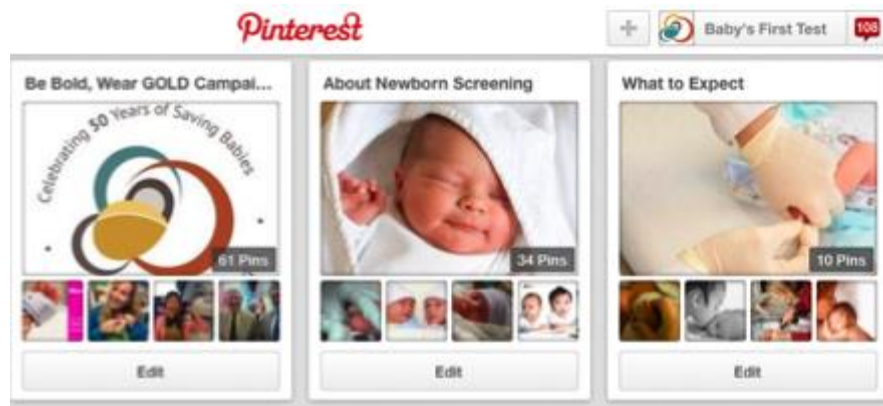 Pinterest
+
Baby's First Test
108
Be Bold, Wear GOLD Campai...
Celebrating 50 Years of Saving Babies
61 Pins
Edit
About Newborn Screening
34 Pins
Edit
What to Expect
10 Pins
Edit